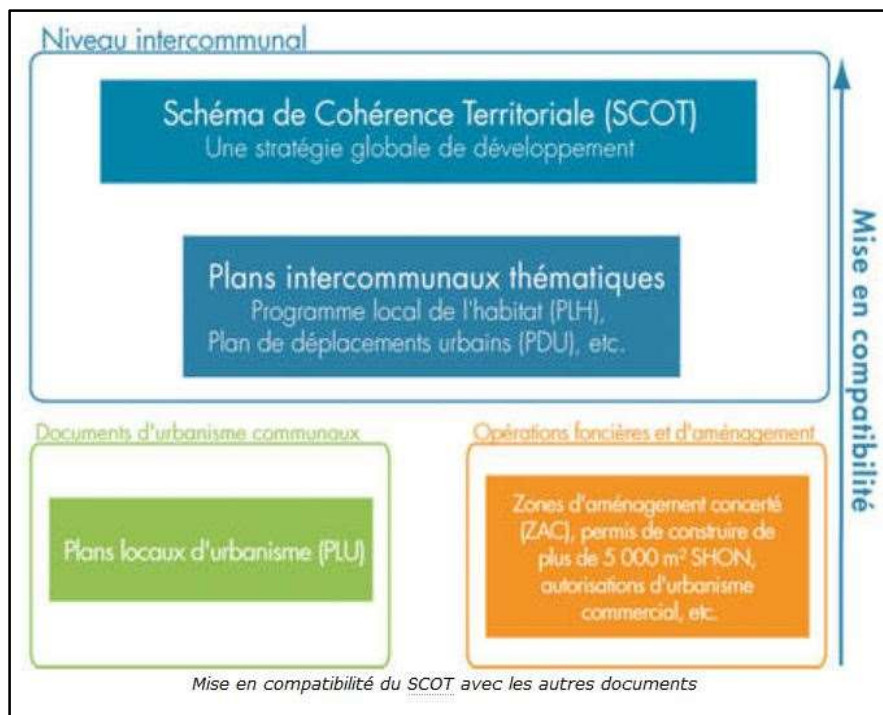 Niveau intercommunal
Schéma de Cohérence Territoriale (SCOT)
Une stratégie globale de développement
Plans intercommunaux thématiques
Programme local de l'habitat (PLH),
Plan de déplacements urbains (PDU), etc.
Mise en compatibilité
Documents d'urbanisme communaux
Plans locaux d'urbanisme (PLU)
Opérations foncières et d'aménagement
Zones d'aménagement concerté
(ZAC), permis de construire de
plus de 5 000 m² SHON,
autorisations d'urbanisme
commercial, etc.
Mise en compatibilité du SCOT avec les autres documents